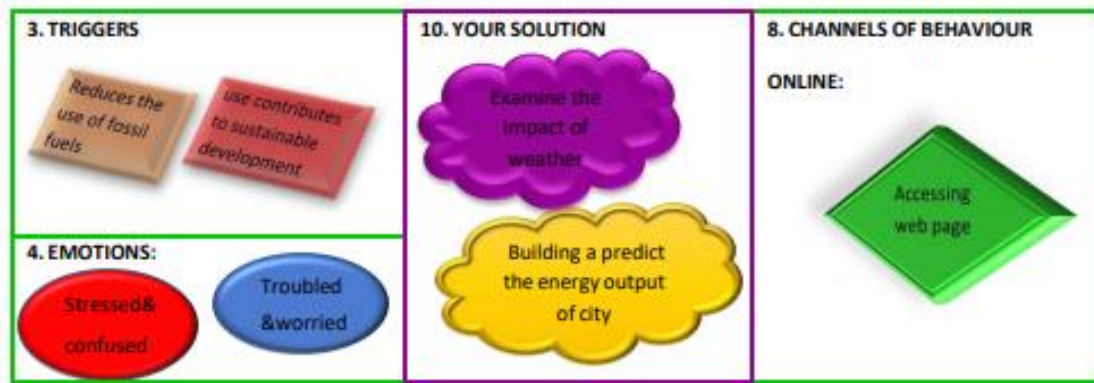 3. TRIGGERS
Reduces the
use of fossil
fuels
use contributes
to sustainable
development
4. EMOTIONS:
Stressed&
confused
Troubled
&worried
10. YOUR SOLUTION
Examine the
impact of
weather
Building a predict
the energy output
of city
8. CHANNELS OF BEHAVIOUR
ONLINE:
Accessing
web page